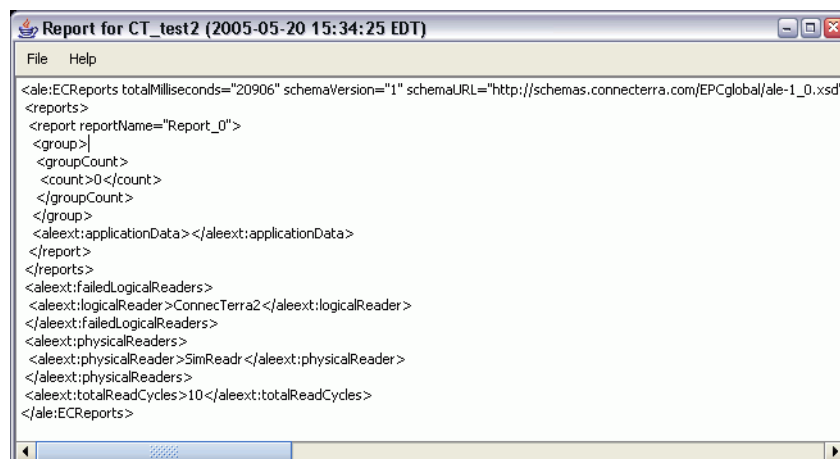 Report for CT_test2 (2005-05-20 15:34:25 EDT)
File Help
<ale:ECReports totalMilliseconds="20906" schemaVersion="1" schemaURL="http://schemas.connecterra.com/EPCglobal/ale-1_0.xsd"
<reports>
<report reportName="Report_0">
<group>
<groupCount>
<count>0</count>
</groupCount>
</group>
<aleext:applicationData></aleext:applicationData>
</report>
</reports>
<aleext:failedLogicalReaders>
<aleext:logicalReader>ConnecTerra2</aleext:logicalReader>
</aleext:failedLogicalReaders>
<aleext:physicalReaders>
<aleext:physicalReader>SimReadr</aleext:physicalReader>
</aleext:physicalReaders>
<aleext:totalReadCycles>10</aleext:totalReadCycles>
</ale:ECReports>